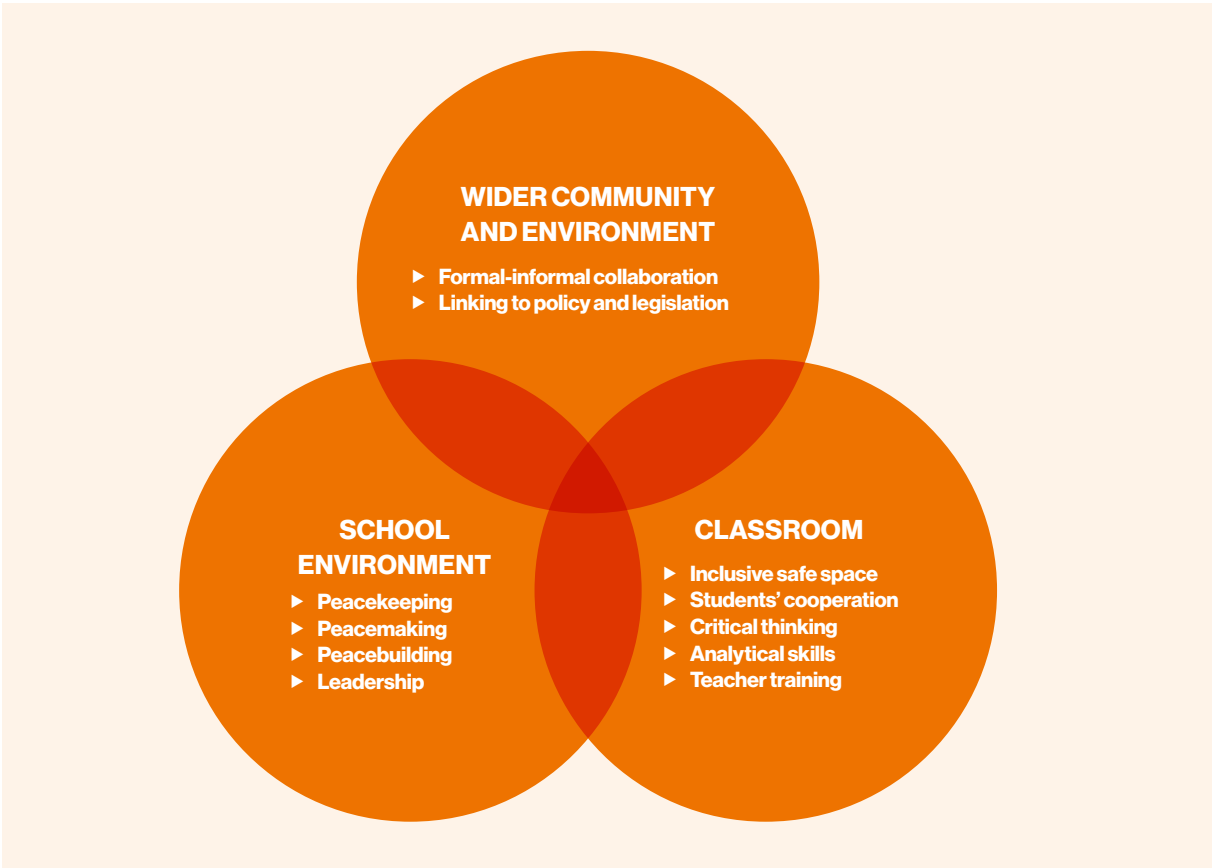 WIDER COMMUNITY
AND ENVIRONMENT
▶ Formal-informal collaboration
▶ Linking to policy and legislation
SCHOOL
ENVIRONMENT
▶ Peacekeeping
▶ Peacemaking
▶ Peacebuilding
▶ Leadership
CLASSROOM
▶ Inclusive safe space
▶ Students’ cooperation
▶ Critical thinking
▶ Analytical skills
▶ Teacher training